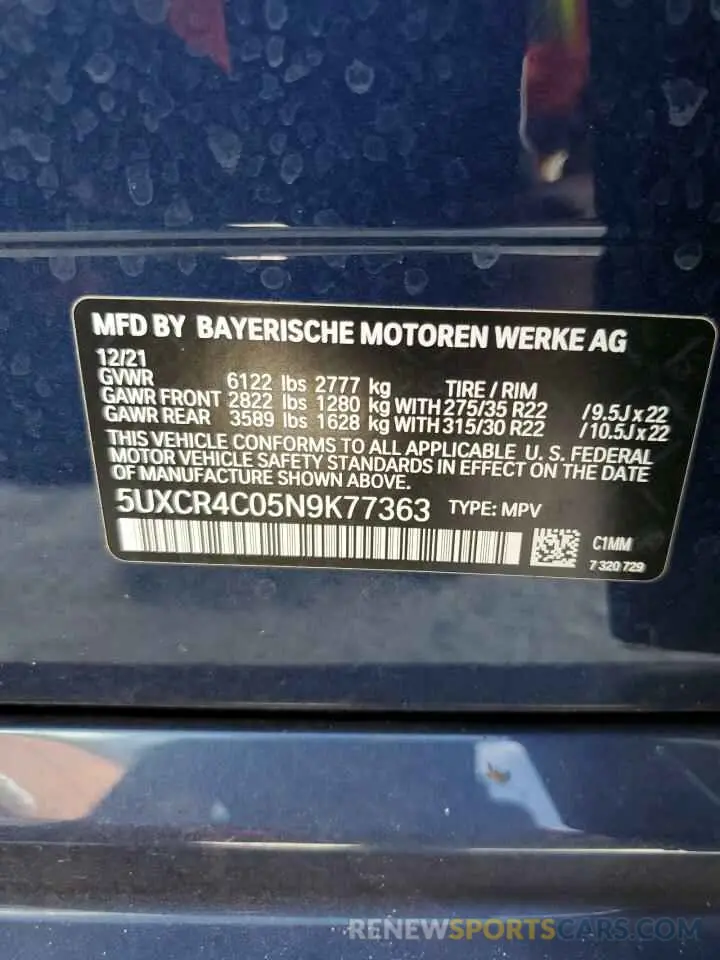 MFD BY BAYERISCHE MOTOREN WERKE AG
12/21
GVWR 6122 lbs 2777 kg TIRE / RIM
GAWR FRONT 2822 lbs 1280 kg WITH 275/35 R22 /9.5J x 22
GAWR REAR 3589 lbs 1628 kg WITH 315/30 R22 /10.5J x 22
THIS VEHICLE CONFORMS TO ALL APPLICABLE U. S. FEDERAL
MOTOR VEHICLE SAFETY STANDARDS IN EFFECT ON THE DATE
OF MANUFACTURE SHOWN ABOVE.
5UXCR4C05N9K77363 TYPE: MPV
C1MM
7 320 729
RENEWSPORTSCARS.COM